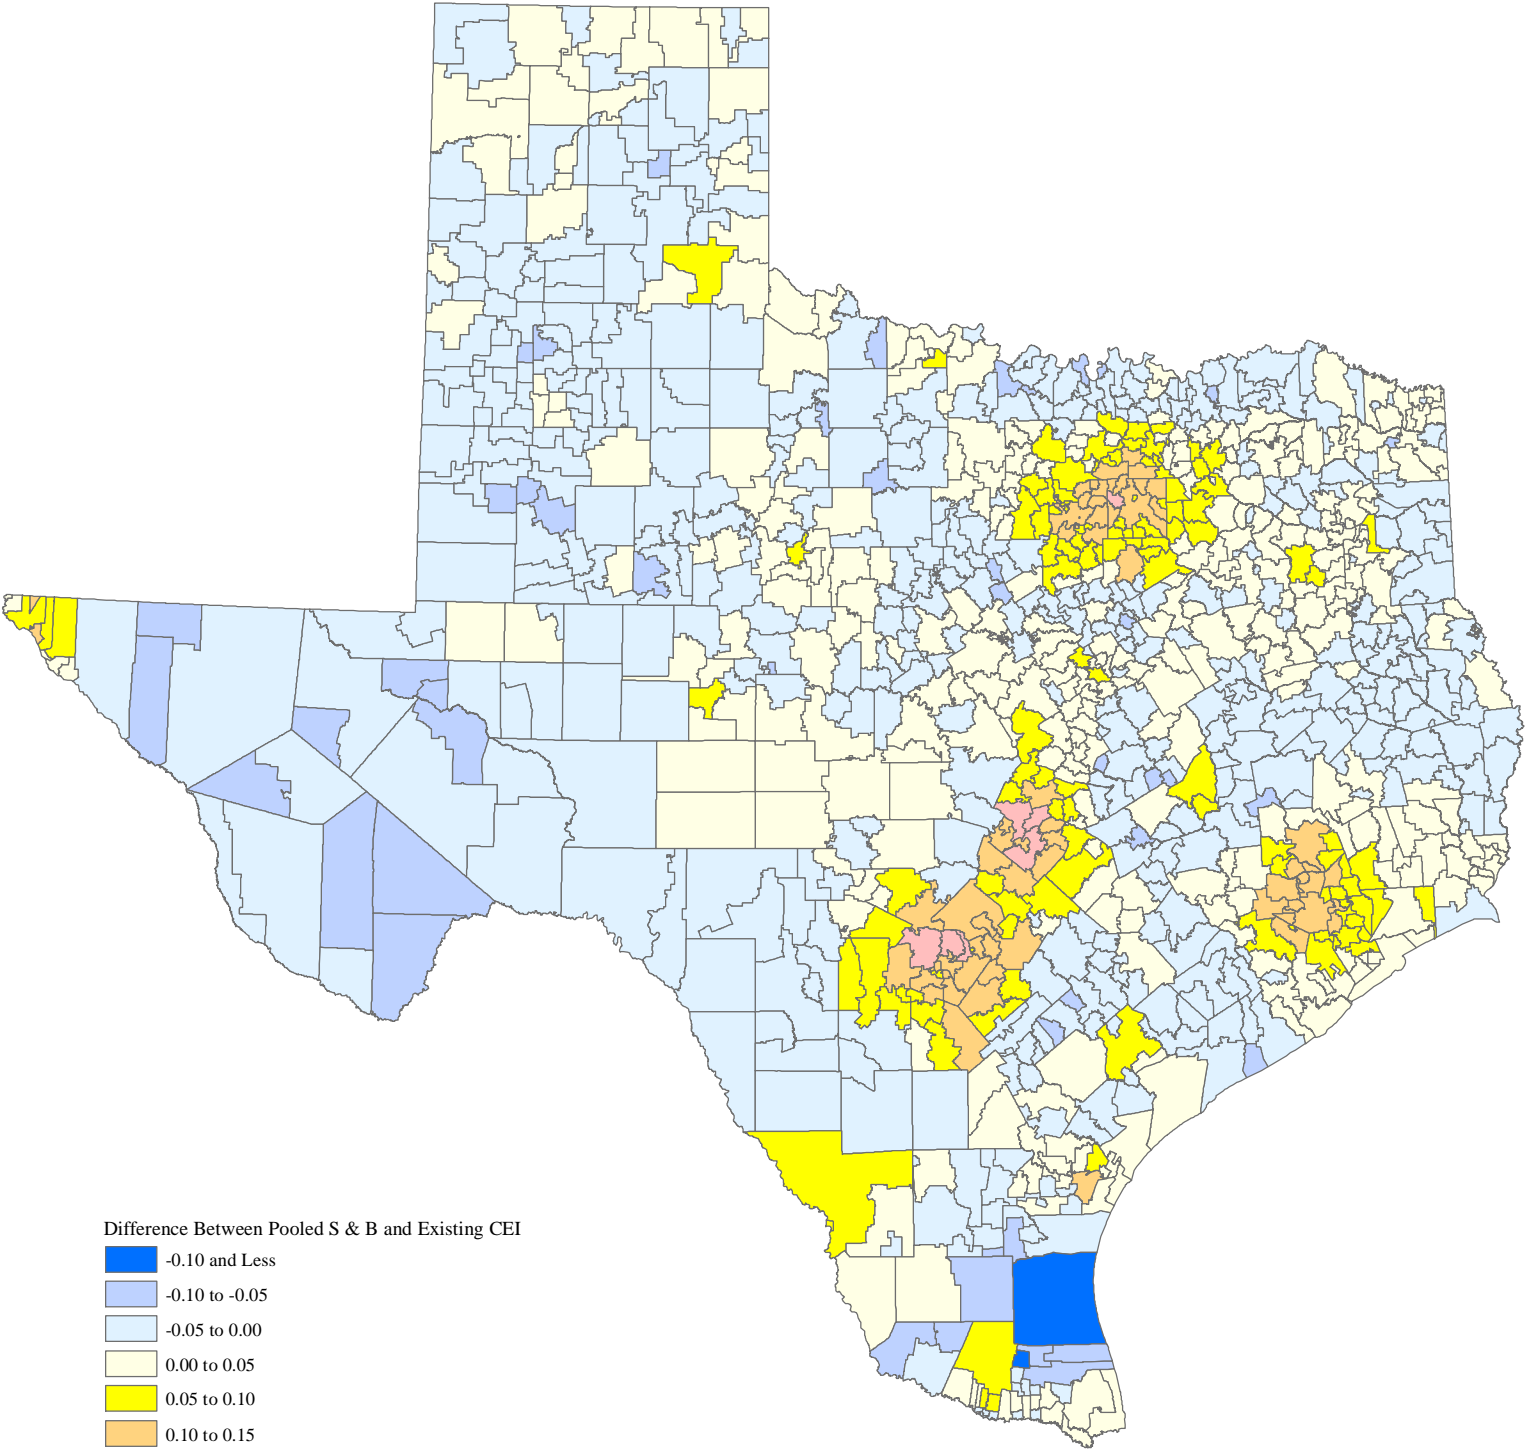 Difference Between Pooled S & B and Existing CEI
-0.10 and Less
-0.10 to -0.05
-0.05 to 0.00
0.00 to 0.05
0.05 to 0.10
0.10 to 0.15